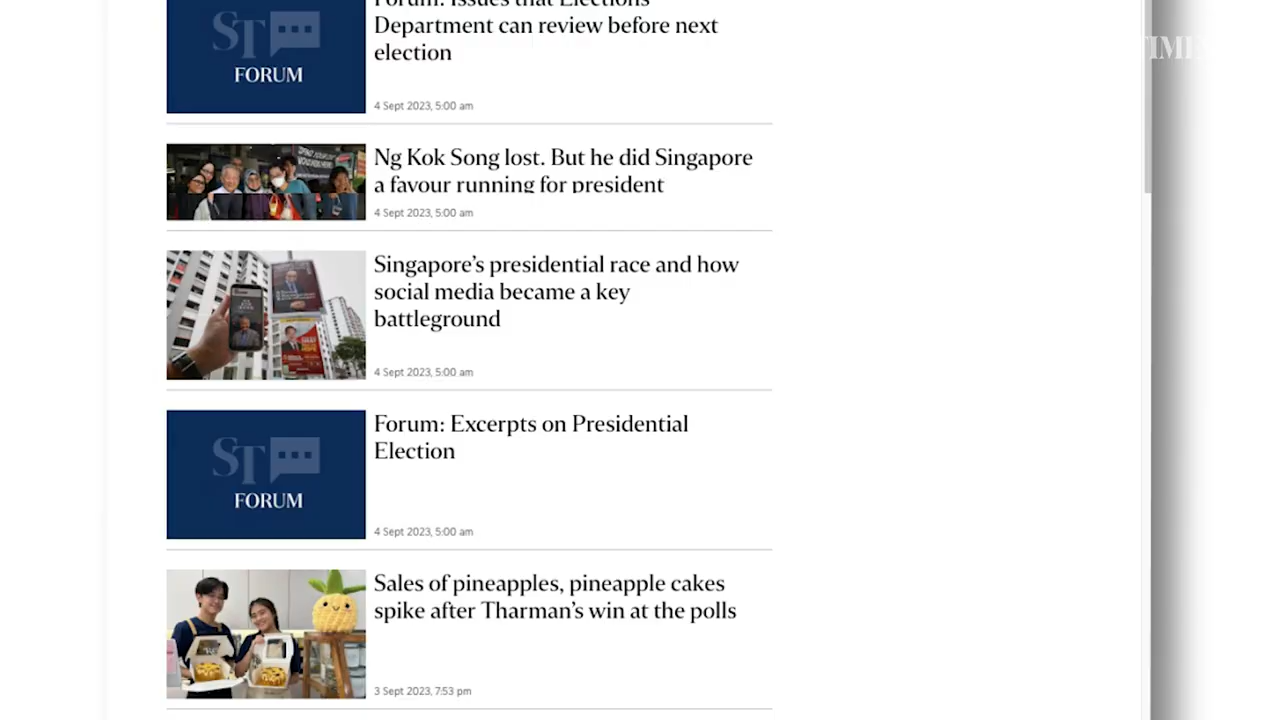 Forum: Issues that Elections
Department can review before next
election
ST
FORUM
4 Sept 2023, 5:00 am
Ng Kok Song lost. But he did Singapore
a favour running for president
4 Sept 2023, 5:00 am
Singapore's presidential race and how
social media became a key
battleground
4 Sept 2023, 5:00 am
ST
FORUM
Forum: Excerpts on Presidential
Election
4 Sept 2023, 5:00 am
Sales of pineapples, pineapple cakes
spike after Tharman's win at the polls
3 Sept 2023, 7:53 pm